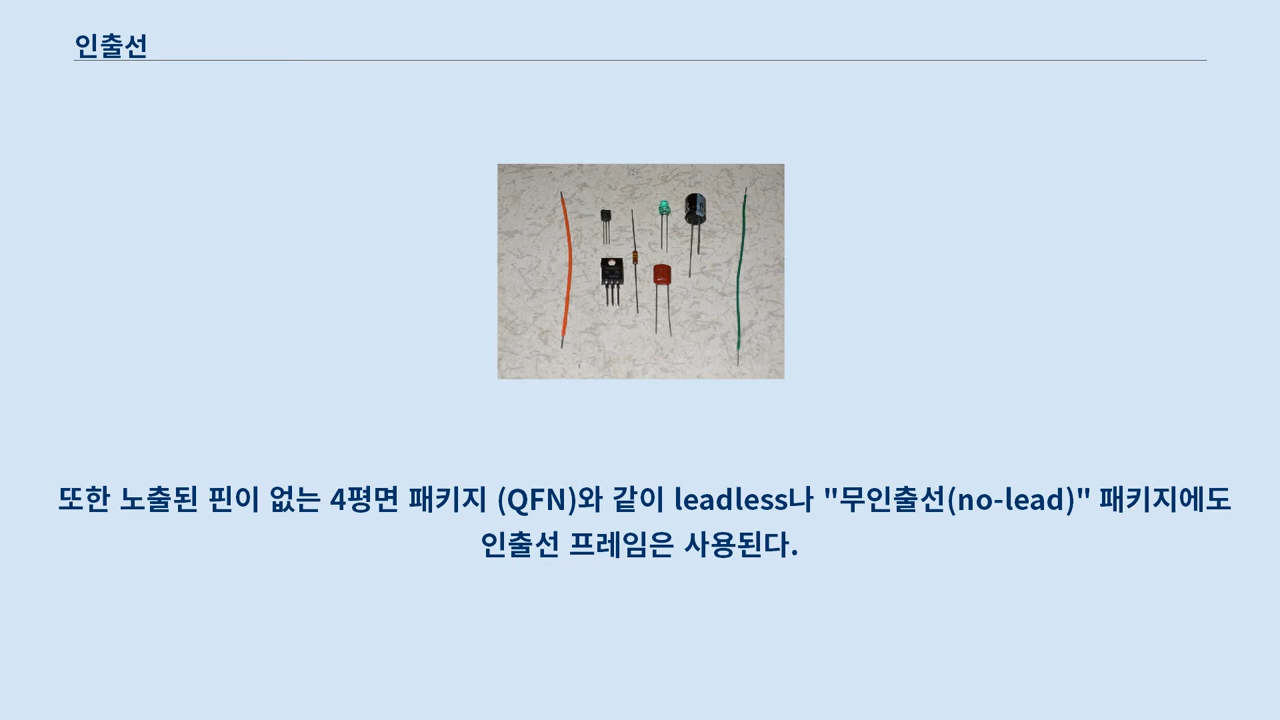 인출선
또한 노출된 핀이 없는 4평면 패키지 (QFN)와 같이 leadless나 "무인출선(no-lead)" 패키지에도
인출선 프레임은 사용된다.